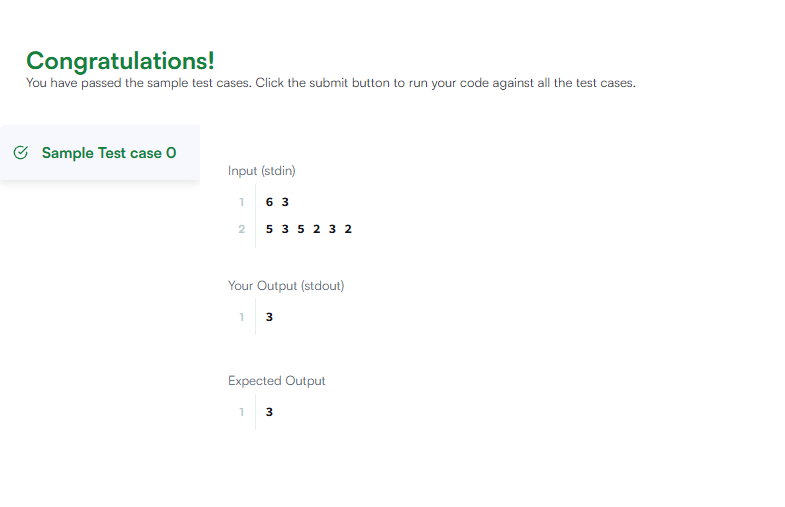 Congratulations!
You have passed the sample test cases. Click the submit button to run your code against all the test cases.
Sample Test case 0
Input (stdin)
1 6 3
2 5 3 5 2 3 2
Your Output (stdout)
1 3
Expected Output
1 3